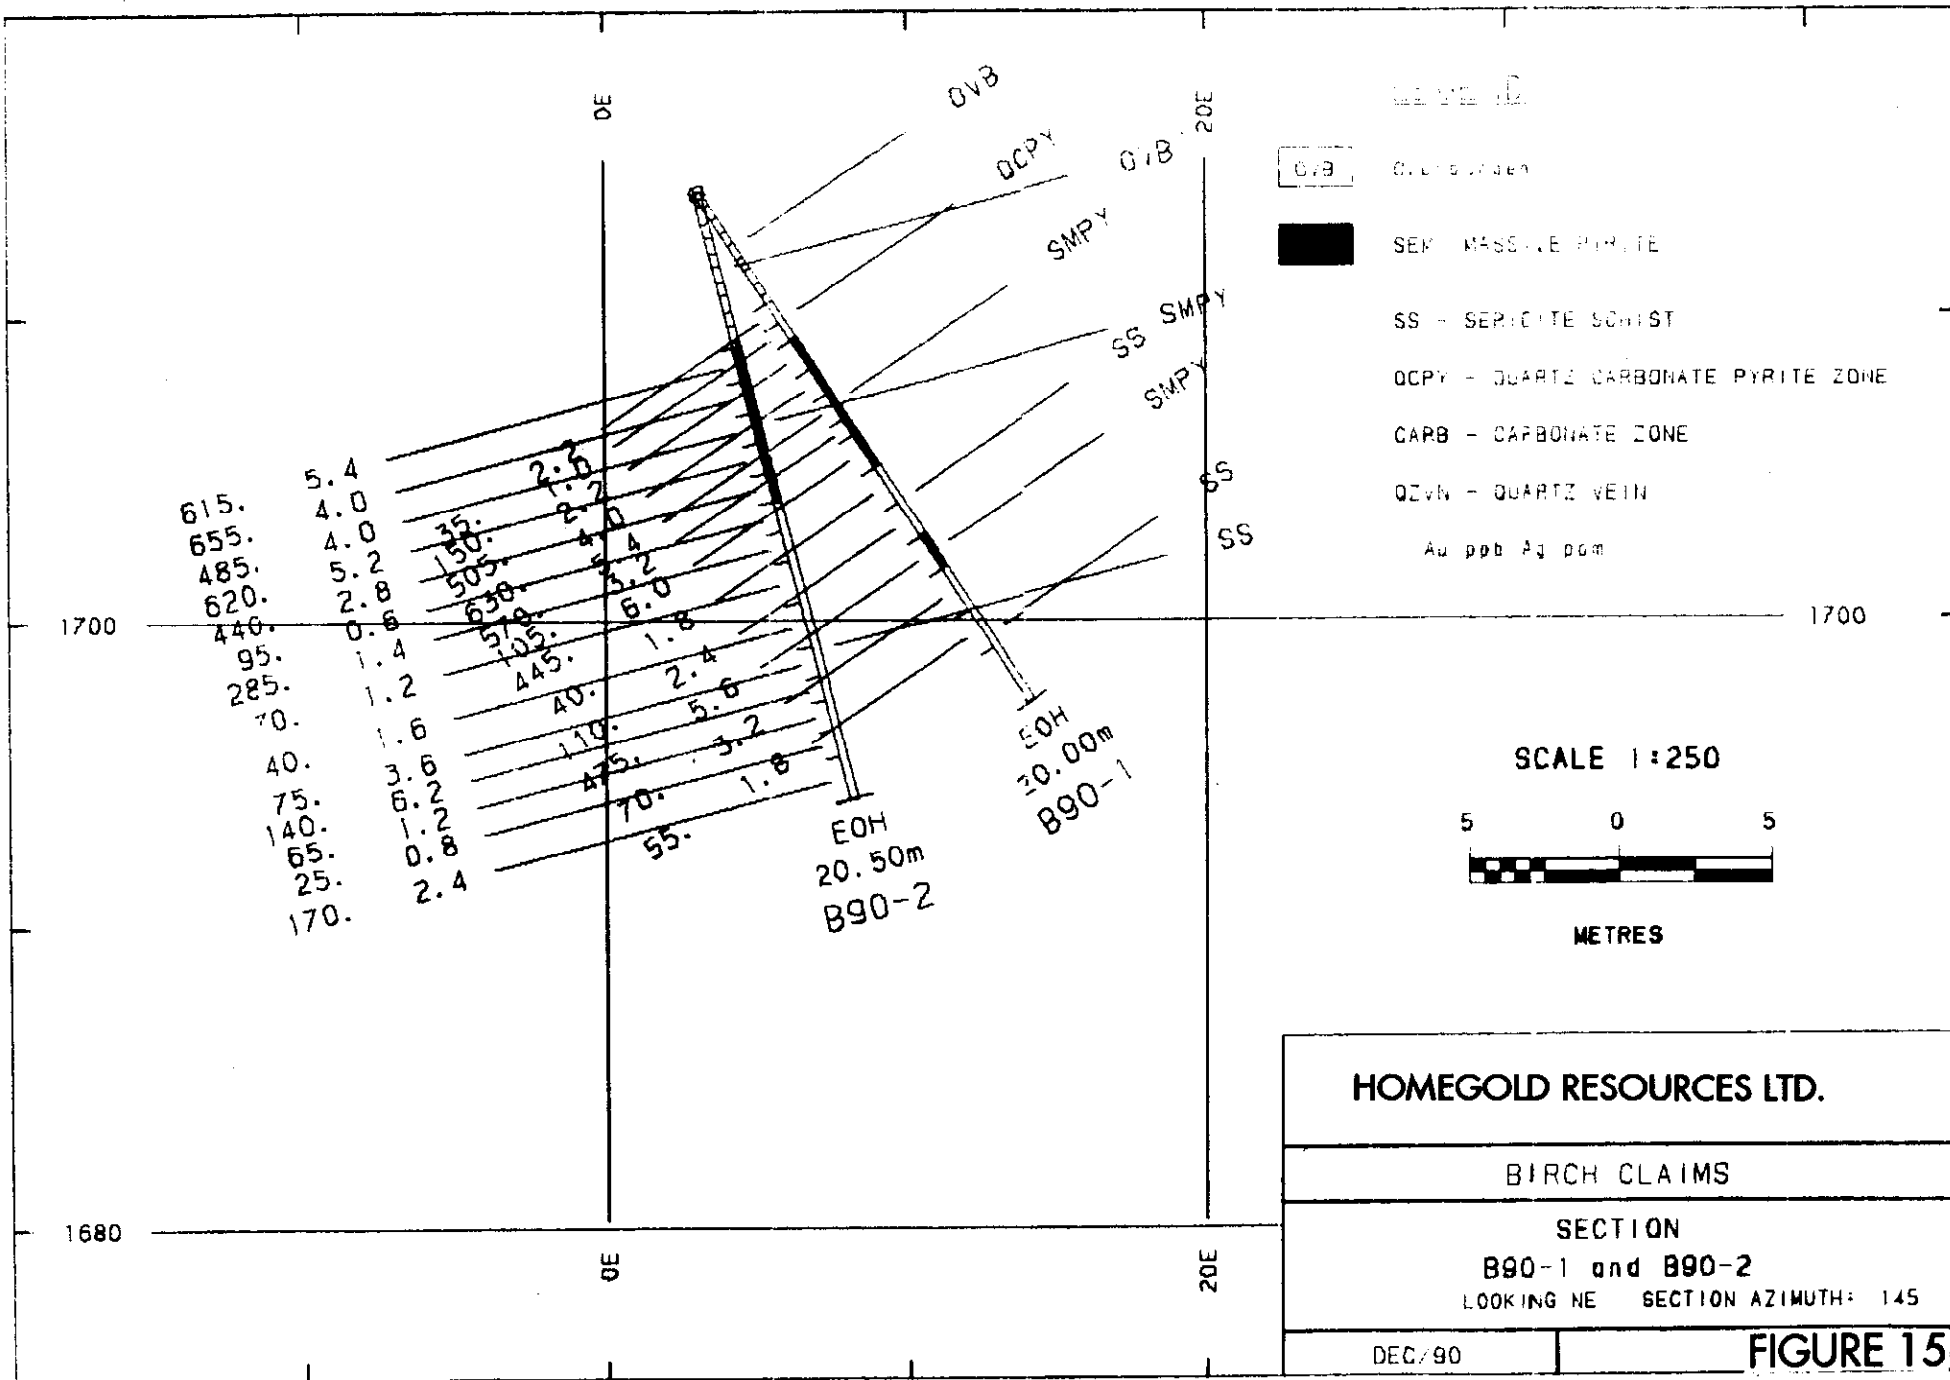 0E
20E
OVB
QCPY
OVB
SMPY
SMPY
SS
SMPY
SS
SS
OVB
SS - SERICITE SCHIST
QCPY - QUARTZ CARBONATE PYRITE ZONE
CARB - CARBONATE ZONE
QZVN - QUARTZ VEIN
Au ppb Ag ppm
615. 5.4
655. 4.0
485. 4.0
620. 5.2
440. 2.8
95. 0.6
285. 1.4
70. 1.2
40. 1.6
75. 3.6
140. 6.2
65. 1.2
25. 0.8
170. 2.4
35. 2.2
150. 1.0
505. 2.2
630. 4.0
570. 5.4
105. 3.2
445. 6.0
40. 1.8
110. 2.4
475. 5.6
70. 3.2
55. 1.8
1700
1700
EOH
20.00m
B90-1
EOH
20.50m
B90-2
SCALE 1:250
5 0 5
METRES
1680
0E
20E
HOMEGOLD RESOURCES LTD.
BIRCH CLAIMS
SECTION
B90-1 and B90-2
LOOKING NE SECTION AZIMUTH: 145
DEC/90
FIGURE 15